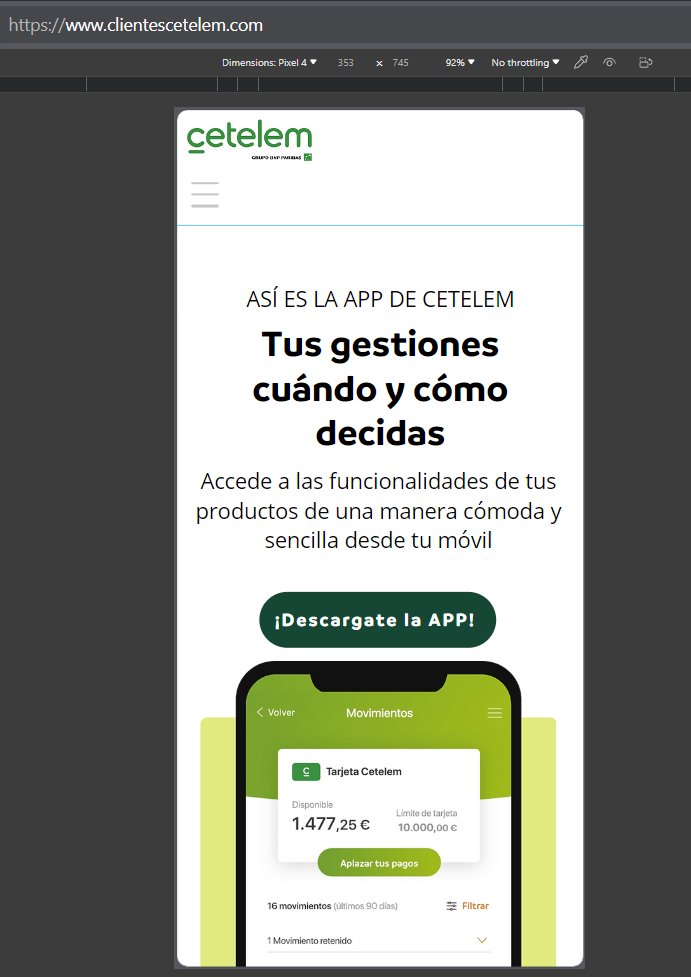 https://www.clientescetelem.com
Dimensions: Pixel 4 353 x 745 92% No throttling
cetelem
GRUPO BNP PARIBAS
ASÍ ES LA APP DE CETELEM
Tus gestiones
cuándo y cómo
decidas
Accede a las funcionalidades de tus
productos de una manera cómoda y
sencilla desde tu móvil
¡Descargate la APP!
Volver Movimientos
Tarjeta Cetelem
Disponible Límite de tarjeta
1.477,25 € 10.000,00 €
Aplazar tus pagos
16 movimientos (últimos 90 días) Filtrar
1 Movimiento retenido